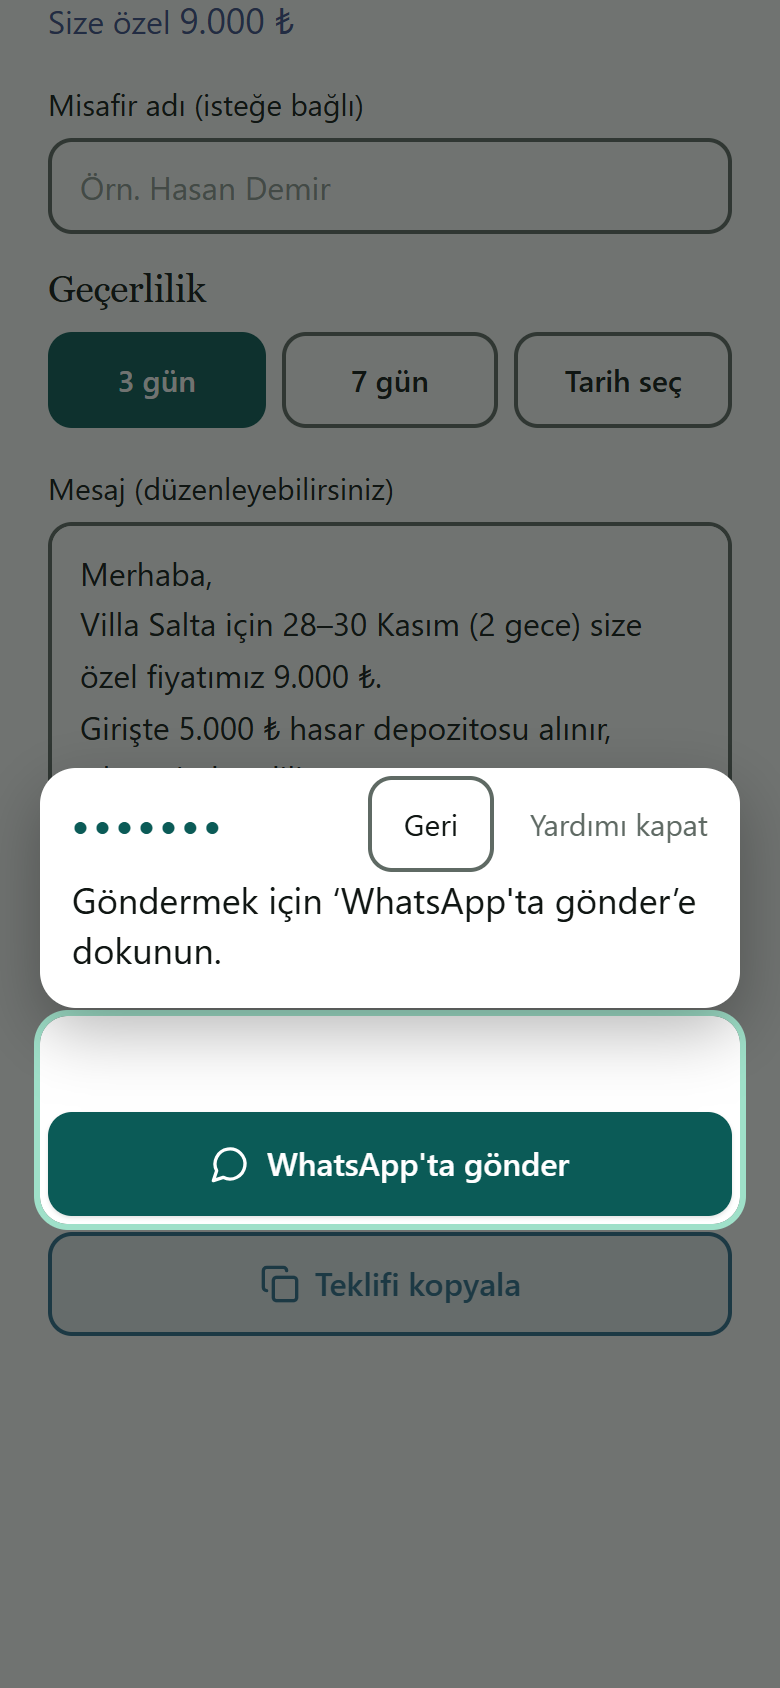 Size özel 9.000 ₺
Misafir adı (isteğe bağlı)
Örn. Hasan Demir
Geçerlilik
3 gün
7 gün
Tarih seç
Mesaj (düzenleyebilirsiniz)
Merhaba,
Villa Salta için 28–30 Kasım (2 gece) size
özel fiyatımız 9.000 ₺.
Girişte 5.000 ₺ hasar depozitosu alınır,
Geri
Yardımı kapat
Göndermek için ‘WhatsApp'ta gönder’e
dokunun.
WhatsApp'ta gönder
Teklifi kopyala